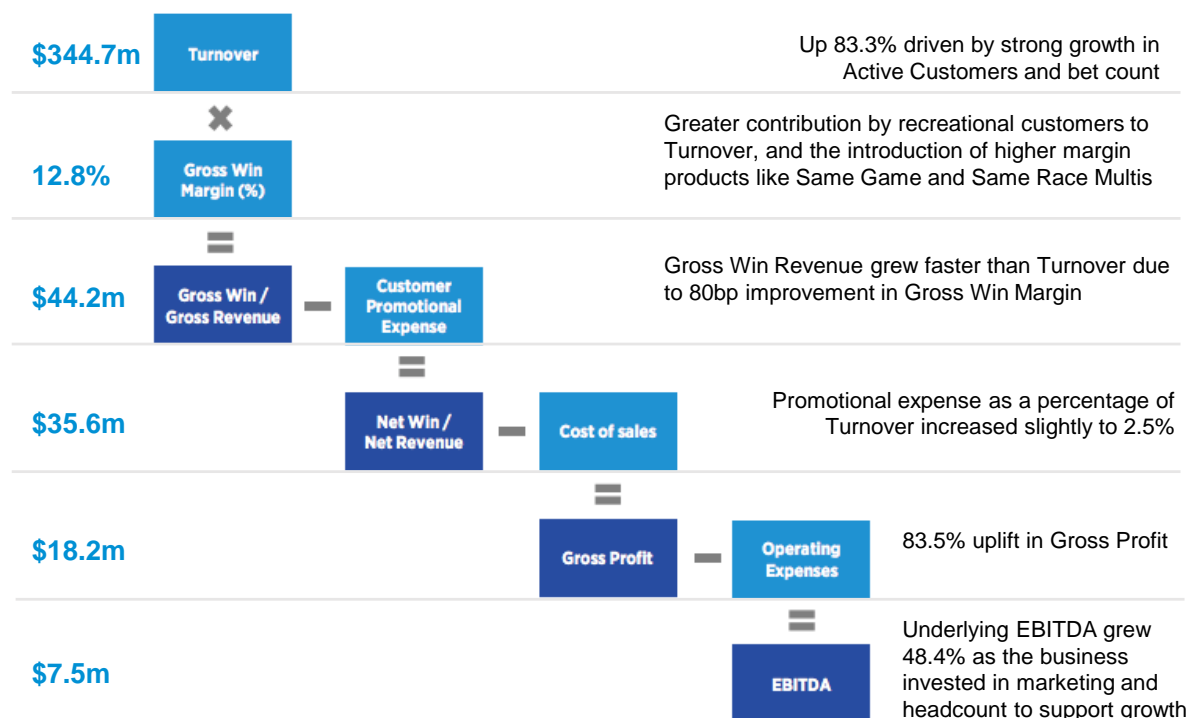 $344.7m
Turnover
Up 83.3% driven by strong growth in
Active Customers and bet count
12.8%
Gross Win
Margin (%)
Greater contribution by recreational customers to
Turnover, and the introduction of higher margin
products like Same Game and Same Race Multis
$44.2m
Gross Win /
Gross Revenue
Customer
Promotional
Expense
Gross Win Revenue grew faster than Turnover due
to 80bp improvement in Gross Win Margin
$35.6m
Net Win /
Net Revenue
Cost of sales
Promotional expense as a percentage of
Turnover increased slightly to 2.5%
$18.2m
Gross Profit
Operating
Expenses
83.5% uplift in Gross Profit
$7.5m
EBITDA
Underlying EBITDA grew
48.4% as the business
invested in marketing and
headcount to support growth